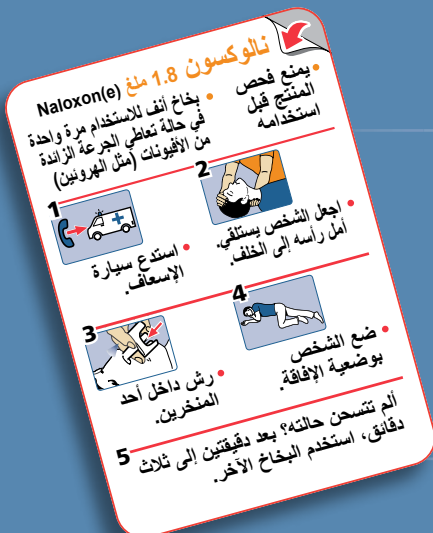 نالوكسون 1.8 ملغ Naloxon(e)
• يمنع فحص
المنتج قبل
استخدامه
• بخاخ أنف للاستخدام مرة واحدة
في حالة تعاطي الجرعة الزائدة
من الأفيونات (مثل الهروئين)
1
• استدع سيارة
الإسعاف.
2
• اجعل الشخص يستلقي.
أمل رأسه إلى الخلف.
3
• رش داخل أحد
المنخرين.
4
• ضع الشخص
بوضعية الإفاقة.
5
ألم تتسحن حالته؟ بعد دقيقتين إلى ثلاث
دقائق، استخدم البخاخ الآخر.